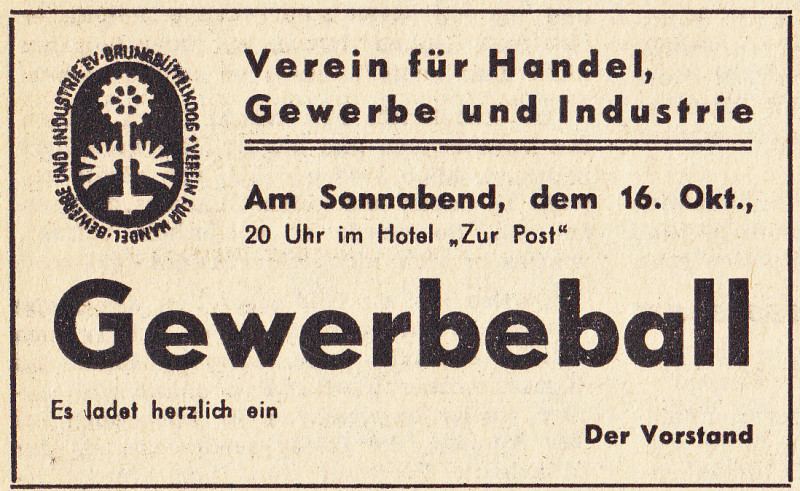 VEREIN FÜR HANDEL · GEWERBE UND INDUSTRIE EV · BRUNSBÜTTELKOOG
Verein für Handel,
Gewerbe und Industrie
Am Sonnabend, dem 16. Okt.,
20 Uhr im Hotel „Zur Post“
Gewerbeball
Es ladet herzlich ein
Der Vorstand